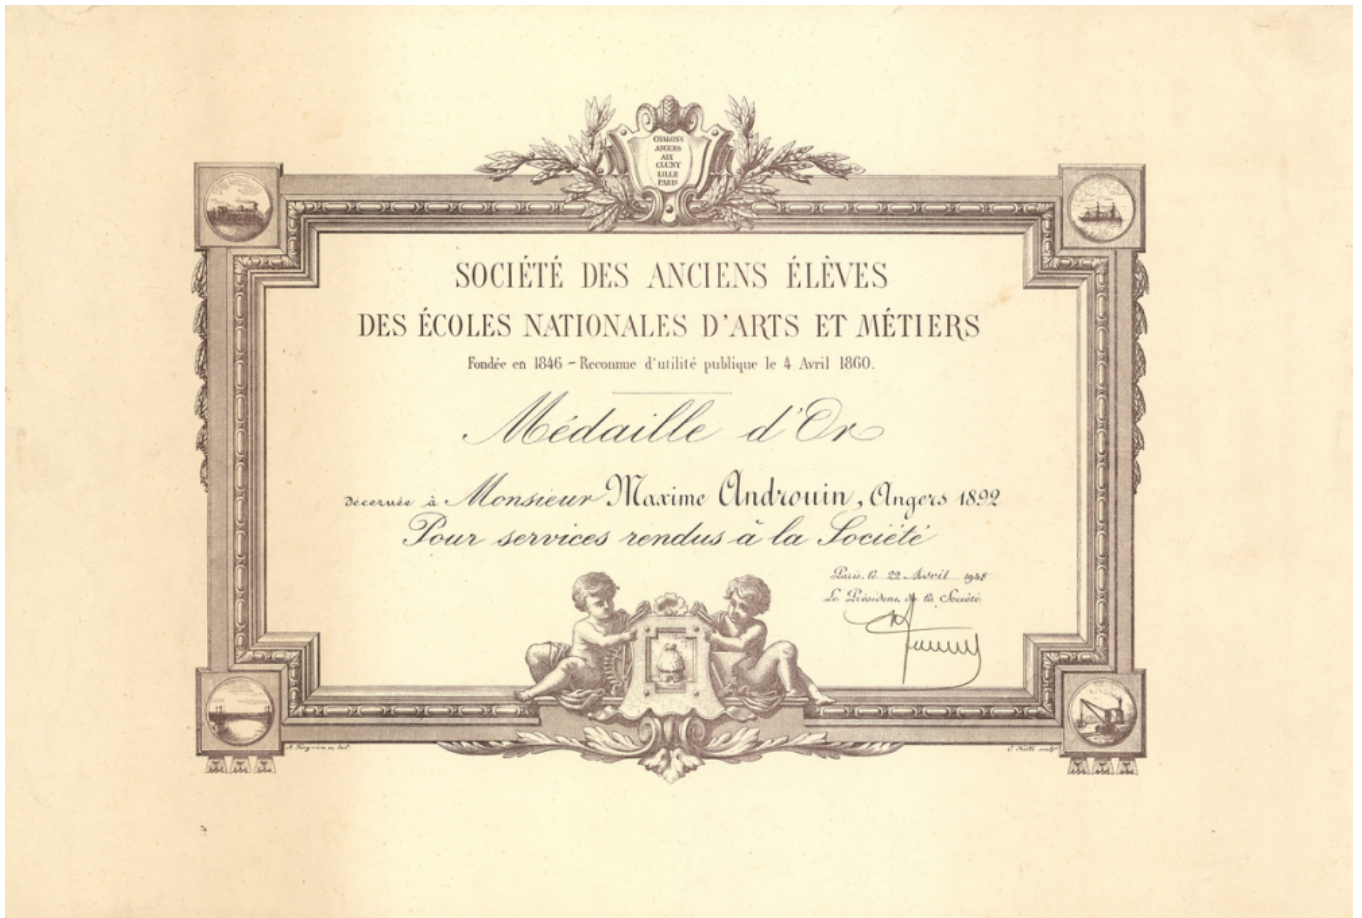 CHALONS
ANGERS
AIX
CLUNY
LILLE
PARIS
SOCIÉTÉ DES ANCIENS ÉLÈVES
DES ÉCOLES NATIONALES D'ARTS ET MÉTIERS
Fondée en 1846 - Reconnue d'utilité publique le 4 Avril 1860.
Médaille d'Or
décernée à Monsieur Maxime Androuin, Angers 1892
Pour services rendus à la Société
Paris, le 22 Avril 1948
Le Président de la Société